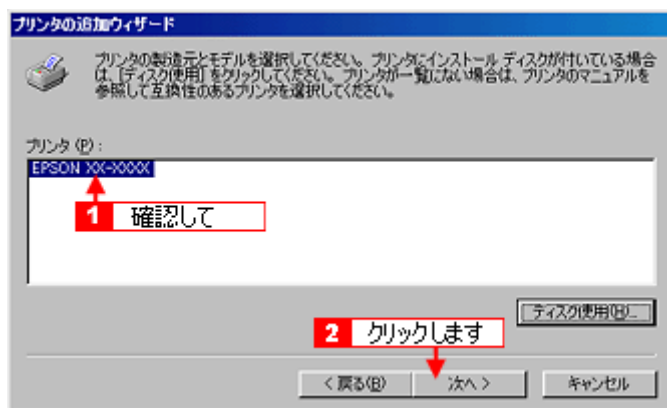 プリンタの追加ウィザード
プリンタの製造元とモデルを選択してください。プリンタにインストール ディスクが付いている場合
は、[ディスク使用] をクリックしてください。プリンタが一覧にない場合は、プリンタのマニュアルを
参照して互換性のあるプリンタを選択してください。
プリンタ (P) :
EPSON XX-XXXX
1 確認して
ディスク使用(H)...
2 クリックします
< 戻る(B) 次へ > キャンセル